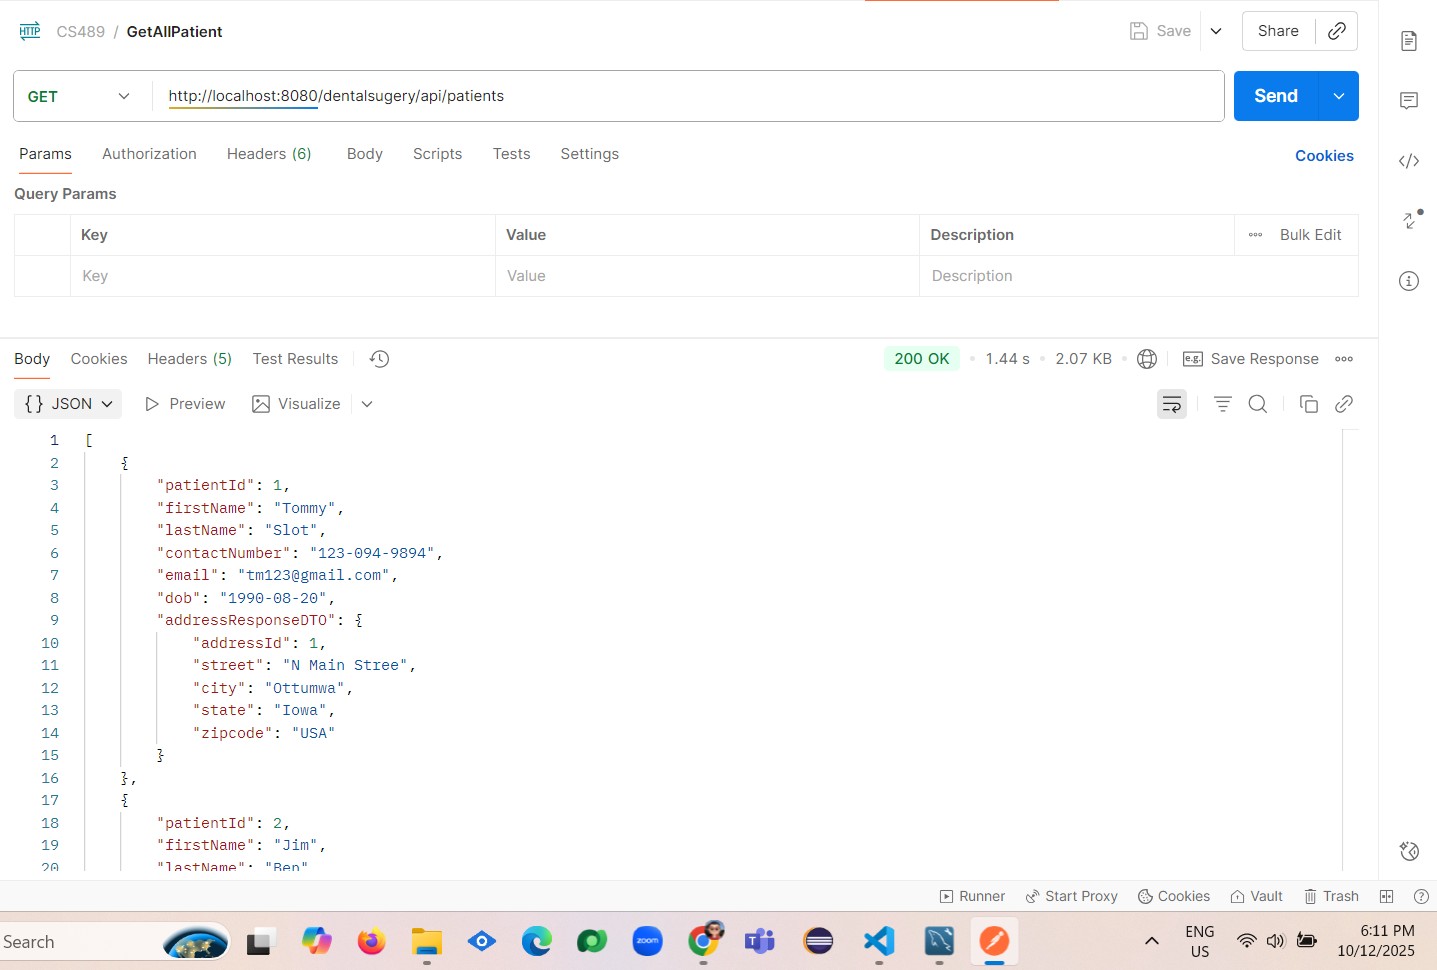 HTTP CS489 / GetAllPatient Save Share
GET http://localhost:8080/dentalsugery/api/patients Send
Params Authorization Headers (6) Body Scripts Tests Settings Cookies
Query Params
Key Value Description Bulk Edit
Key Value Description
Body Cookies Headers (5) Test Results 200 OK 1.44 s 2.07 KB e.g. Save Response
{} JSON Preview Visualize
1 [
2 {
3 "patientId": 1,
4 "firstName": "Tommy",
5 "lastName": "Slot",
6 "contactNumber": "123-094-9894",
7 "email": "tm123@gmail.com",
8 "dob": "1990-08-20",
9 "addressResponseDTO": {
10 "addressId": 1,
11 "street": "N Main Stree",
12 "city": "Ottumwa",
13 "state": "Iowa",
14 "zipcode": "USA"
15 }
16 },
17 {
18 "patientId": 2,
19 "firstName": "Jim",
20 "lastName": "Ben"
Runner Start Proxy Cookies Vault Trash
Search zoom ENG 6:11 PM
US 10/12/2025